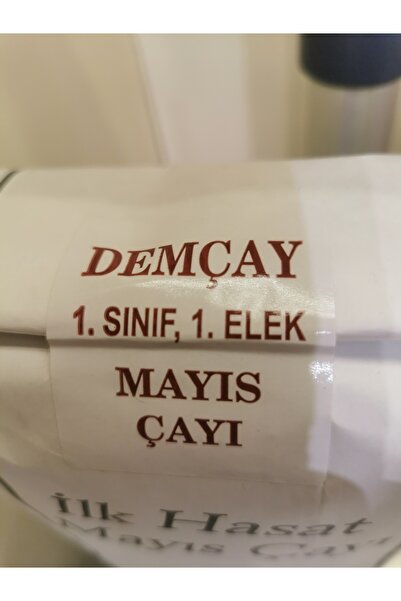 DEMÇAY
1. SINIF, 1. ELEK
MAYIS
ÇAYI
İlk Hasat
Mayıs Çayı